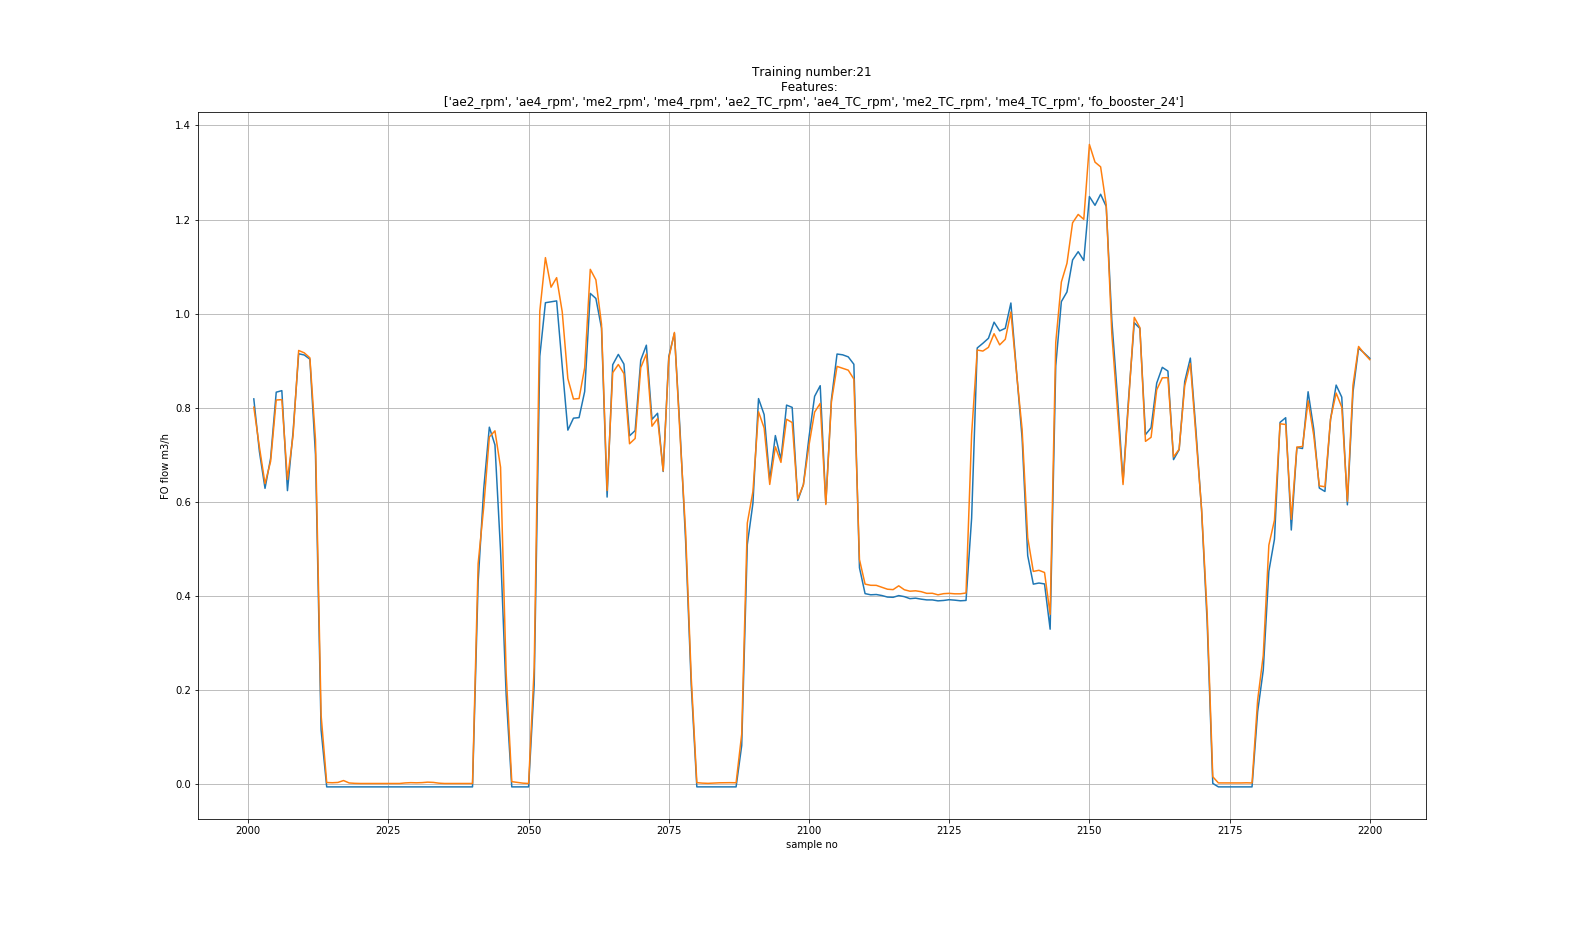 Training number:21
Features:
['ae2_rpm', 'ae4_rpm', 'me2_rpm', 'me4_rpm', 'ae2_TC_rpm', 'ae4_TC_rpm', 'me2_TC_rpm', 'me4_TC_rpm', 'fo_booster_24']
1.4
1.2
1.0
0.8
0.6
0.4
0.2
0.0
FO flow m3/h
2000 2025 2050 2075 2100 2125 2150 2175 2200
sample no